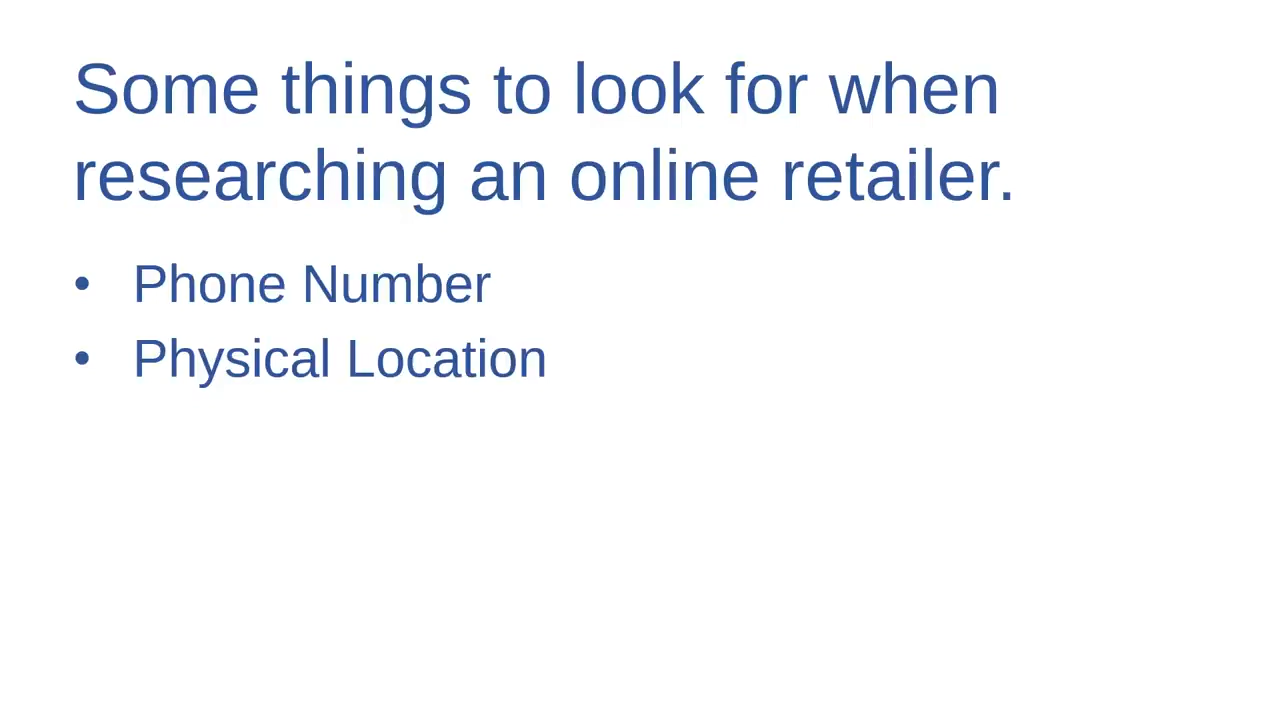 Some things to look for when
researching an online retailer.
• Phone Number
• Physical Location